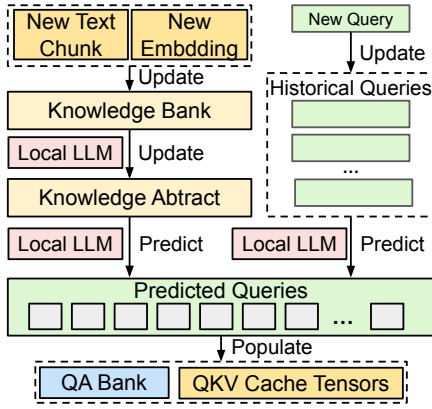 New Text
Chunk
New
Embdding
New Query
Update
Update
Historical Queries
Knowledge Bank
Local LLM
Update
...
Knowledge Abtract
Local LLM
Predict
Local LLM
Predict
Predicted Queries
...
Populate
QA Bank
QKV Cache Tensors